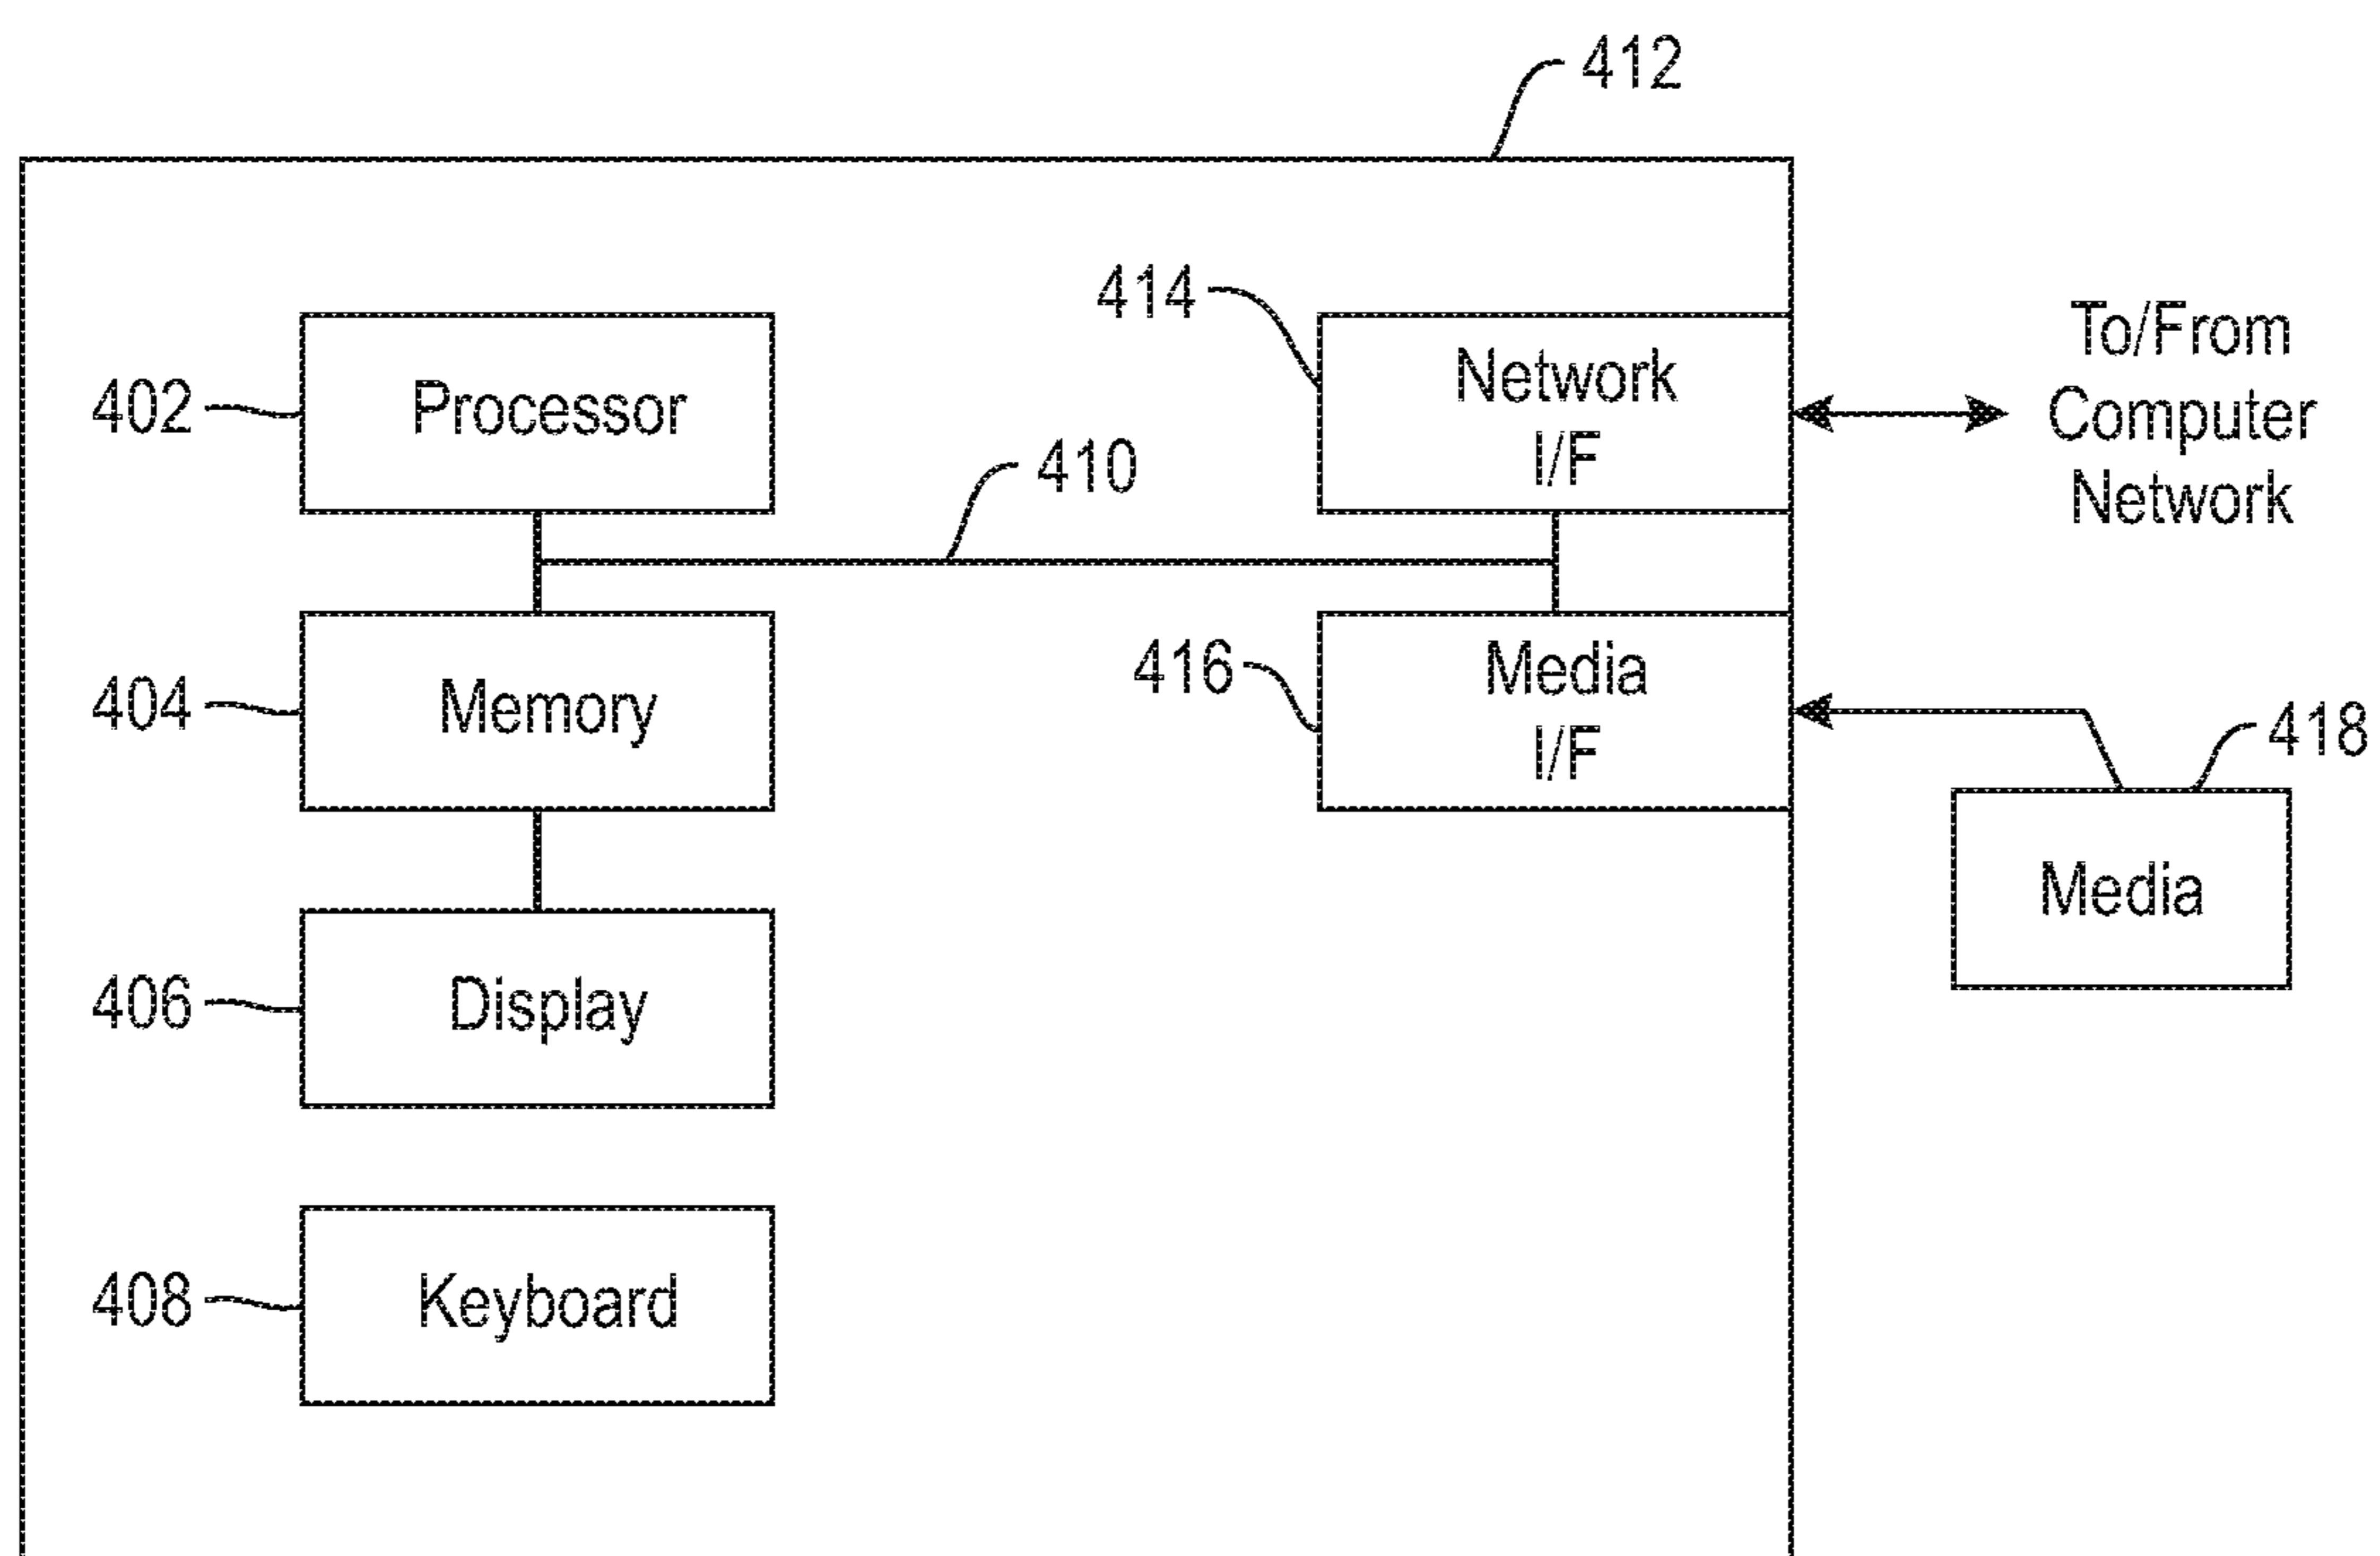 412
414
To/From
Network
402
Processor
Computer
I/F
410
Network
Media
416
404
Memory
I/F
418
Media
406
Display
408
Keyboard